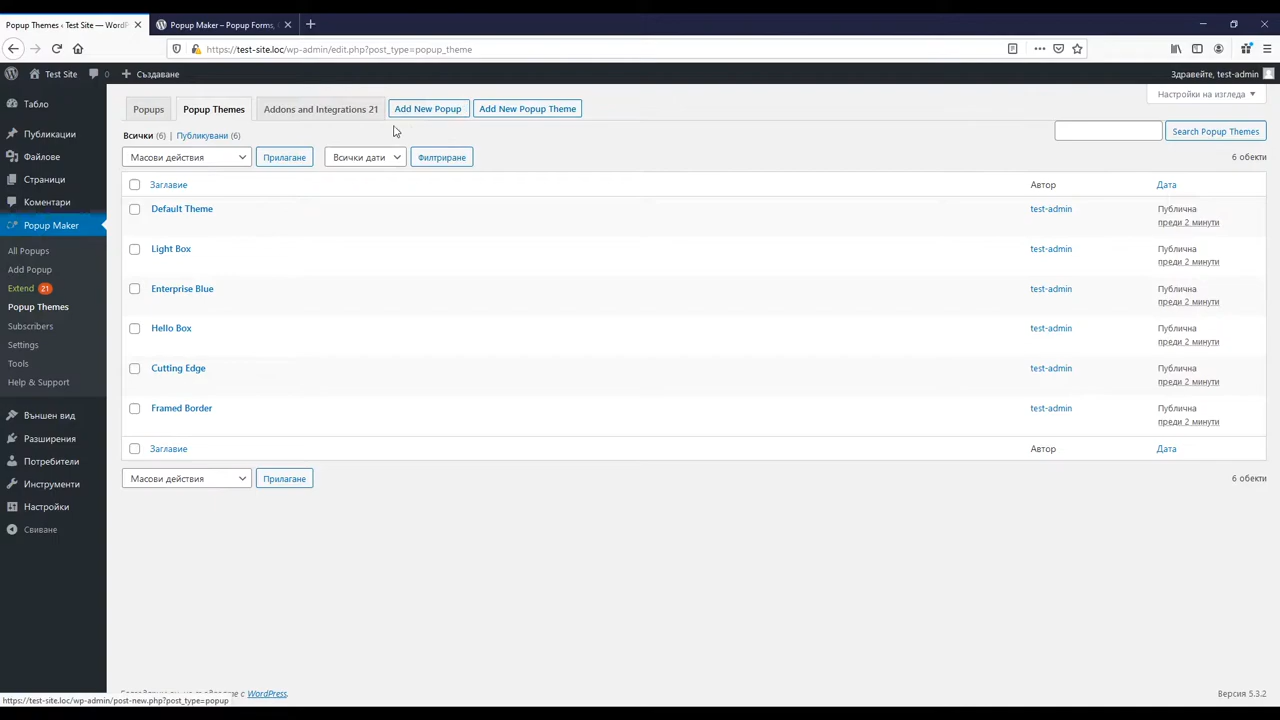 Popup Themes ‹ Test Site — WordP
Popup Maker – Popup Forms,
https://test-site.loc/wp-admin/edit.php?post_type=popup_theme
Test Site
0
Създаване
Здравейте, test-admin
Табло
Публикации
Файлове
Страници
Коментари
Popup Maker
All Popups
Add Popup
Extend 21
Popup Themes
Subscribers
Settings
Tools
Help & Support
Външен вид
Разширения
Потребители
Инструменти
Настройки
Свиване
Popups
Popup Themes
Addons and Integrations 21
Add New Popup
Add New Popup Theme
Настройки на изгледа
Всички (6) | Публикувани (6)
Search Popup Themes
Масови действия
Прилагане
Всички дати
Филтриране
6 обекти
Заглавие Автор Дата
Default Theme test-admin Публична
преди 2 минути
Light Box test-admin Публична
преди 2 минути
Enterprise Blue test-admin Публична
преди 2 минути
Hello Box test-admin Публична
преди 2 минути
Cutting Edge test-admin Публична
преди 2 минути
Framed Border test-admin Публична
преди 2 минути
Заглавие Автор Дата
Масови действия
Прилагане
6 обекти
WordPress.
Версия 5.3.2
https://test-site.loc/wp-admin/post-new.php?post_type=popup